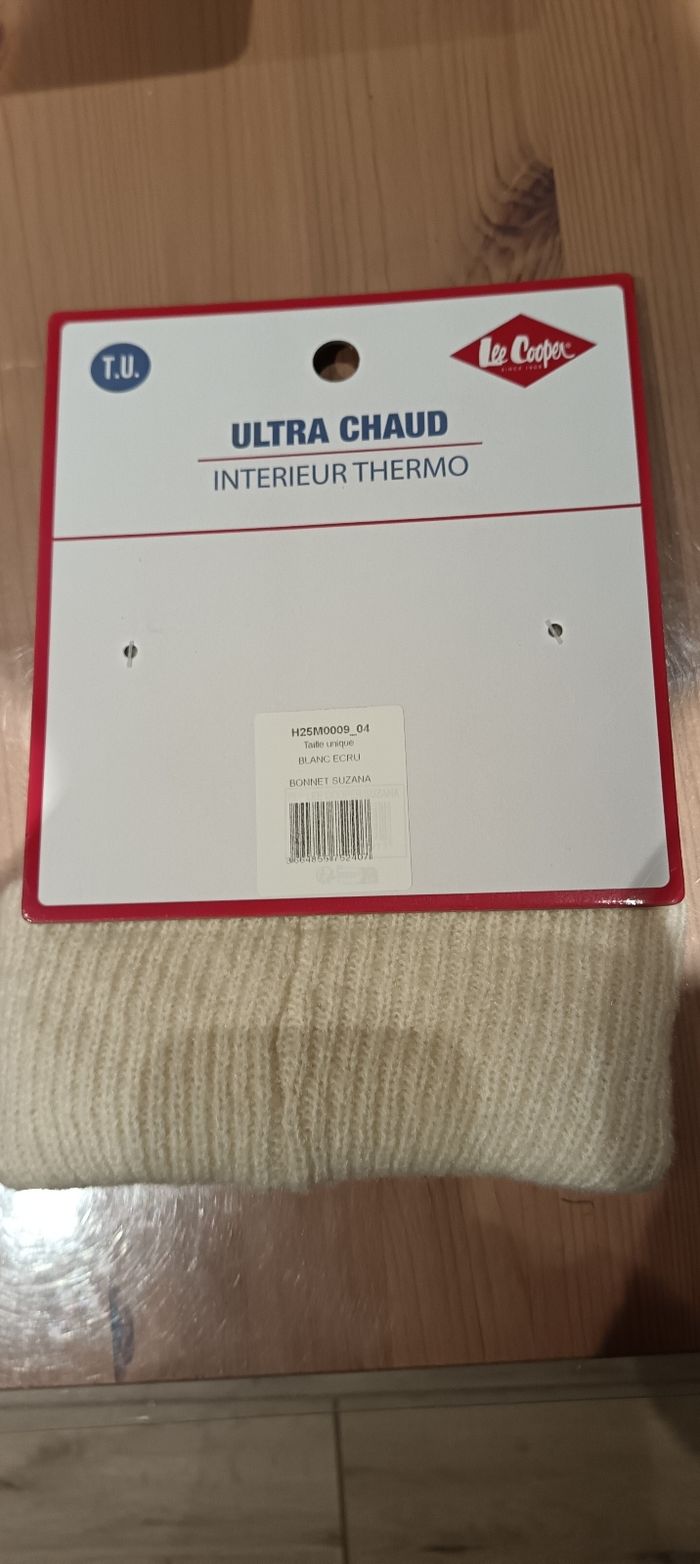 T.U.
Lee Cooper
SINCE 1908
ULTRA CHAUD
INTERIEUR THERMO
H25M0009_04
Taille unique
BLANC ECRU
BONNET SUZANA